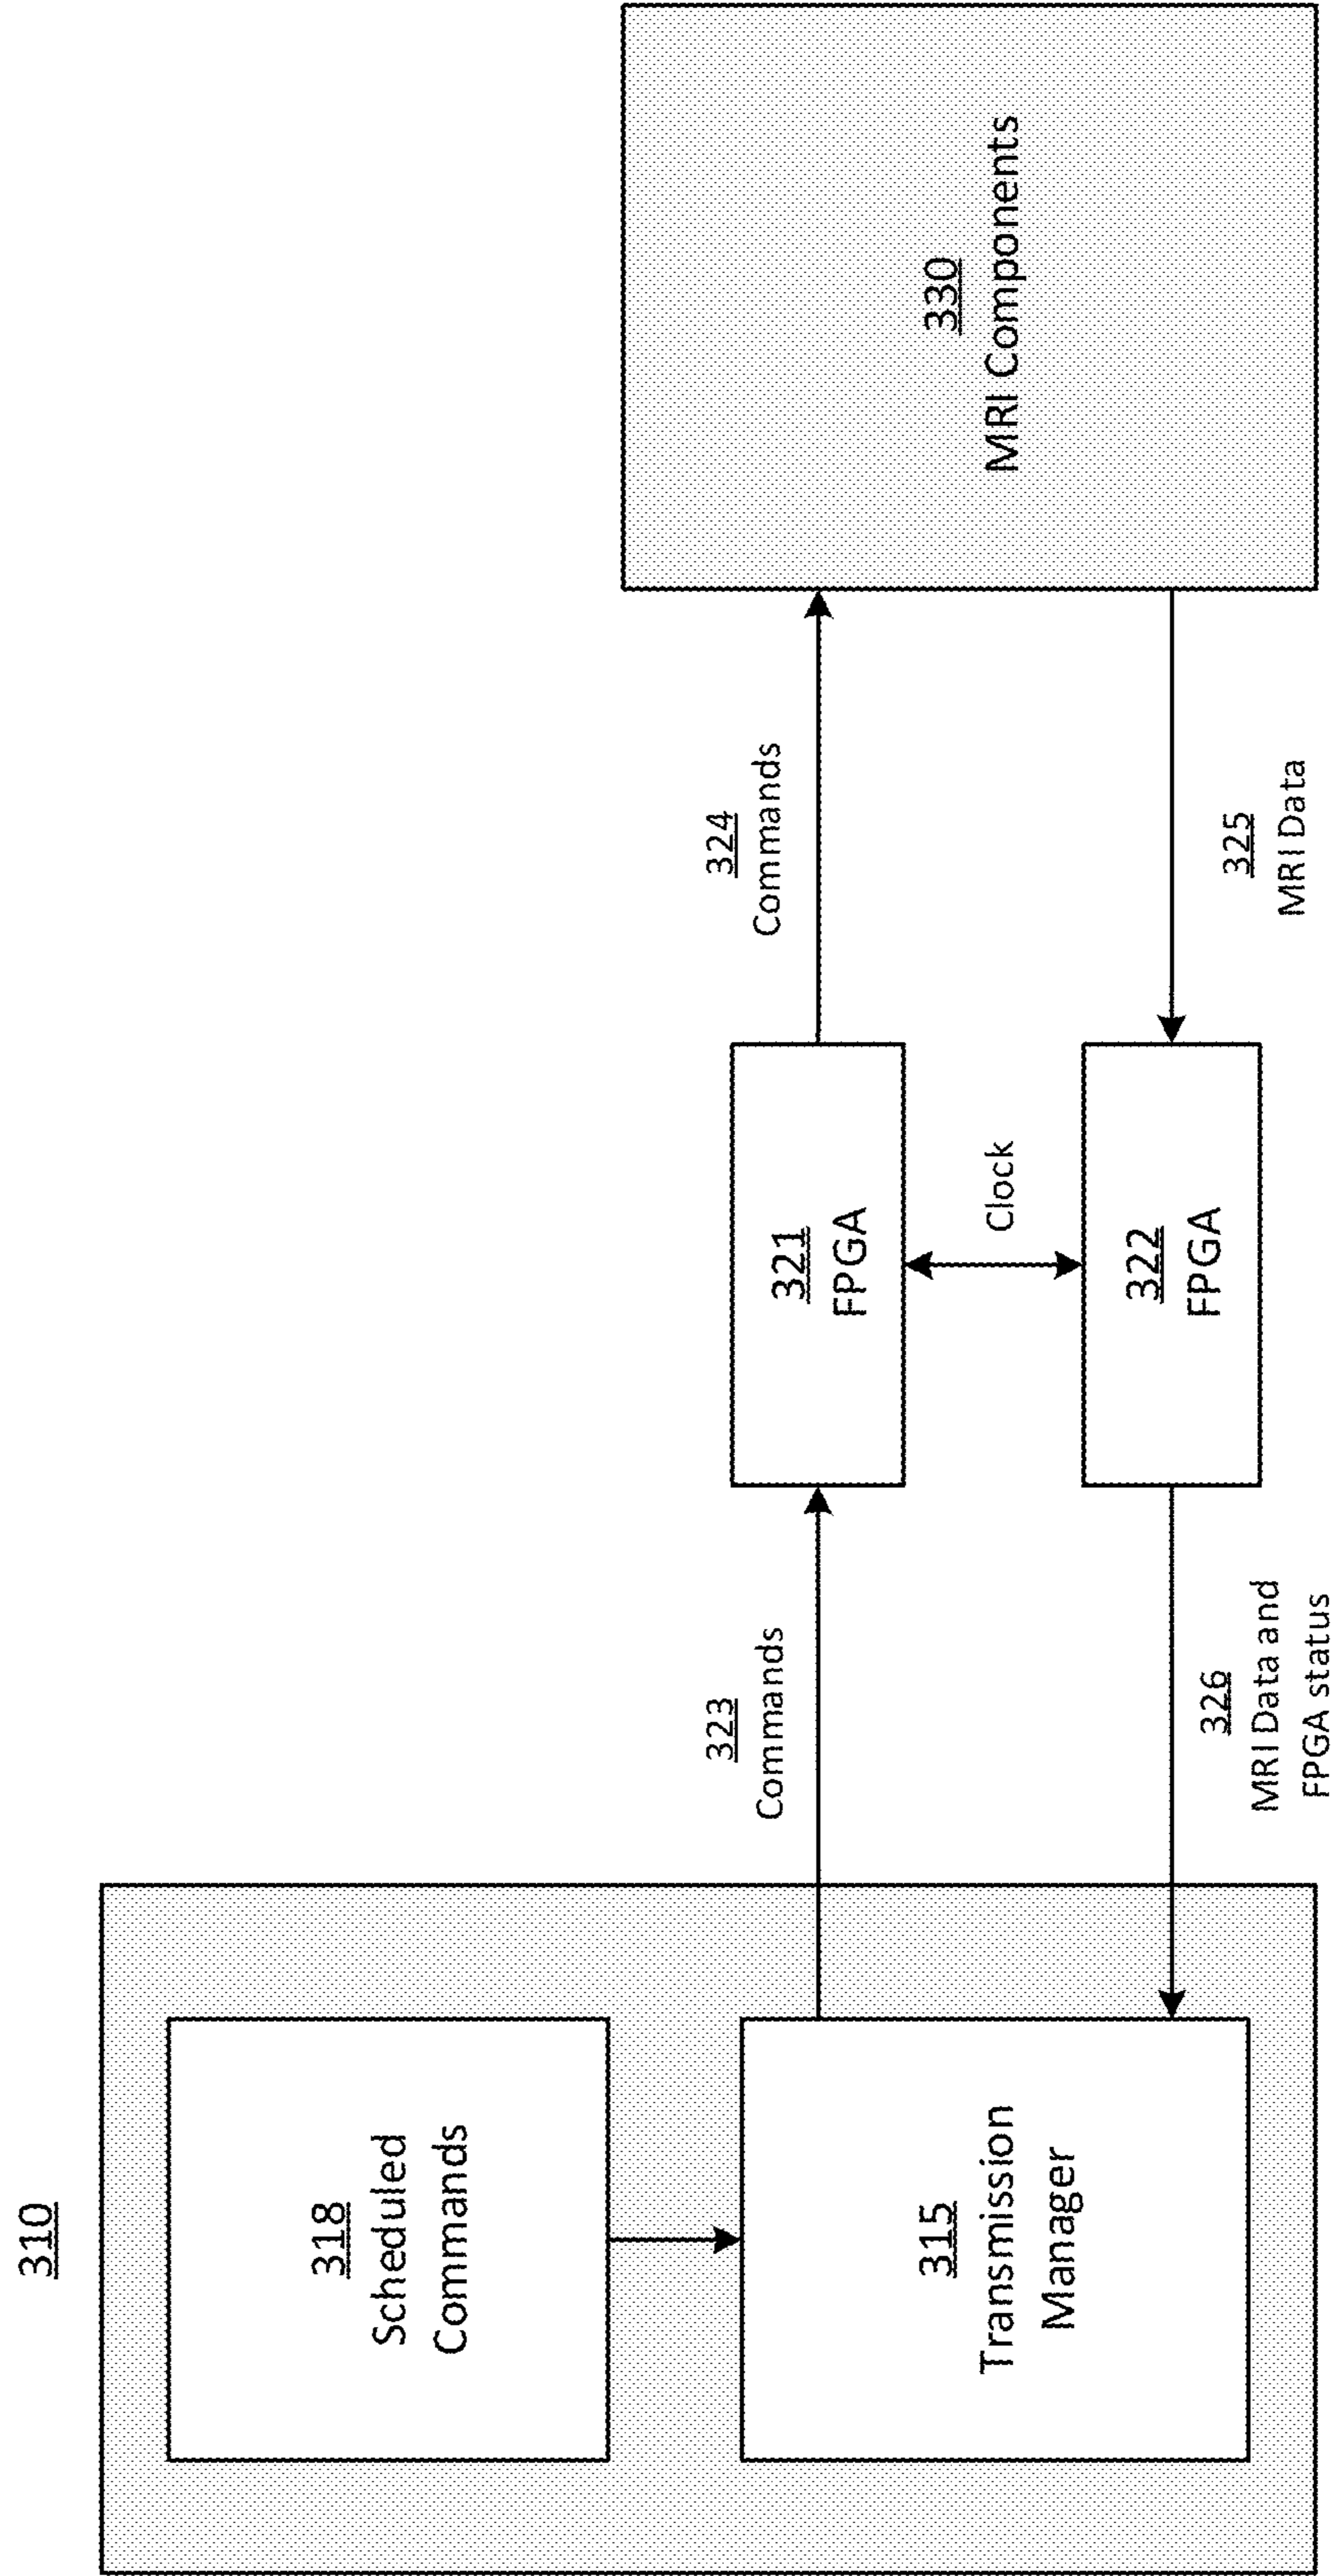 310
318
Scheduled
Commands
315
Transmission
Manager
323
Commands
326
MRI Data and
FPGA status
321
FPGA
Clock
322
FPGA
324
Commands
325
MRI Data
330
MRI Components